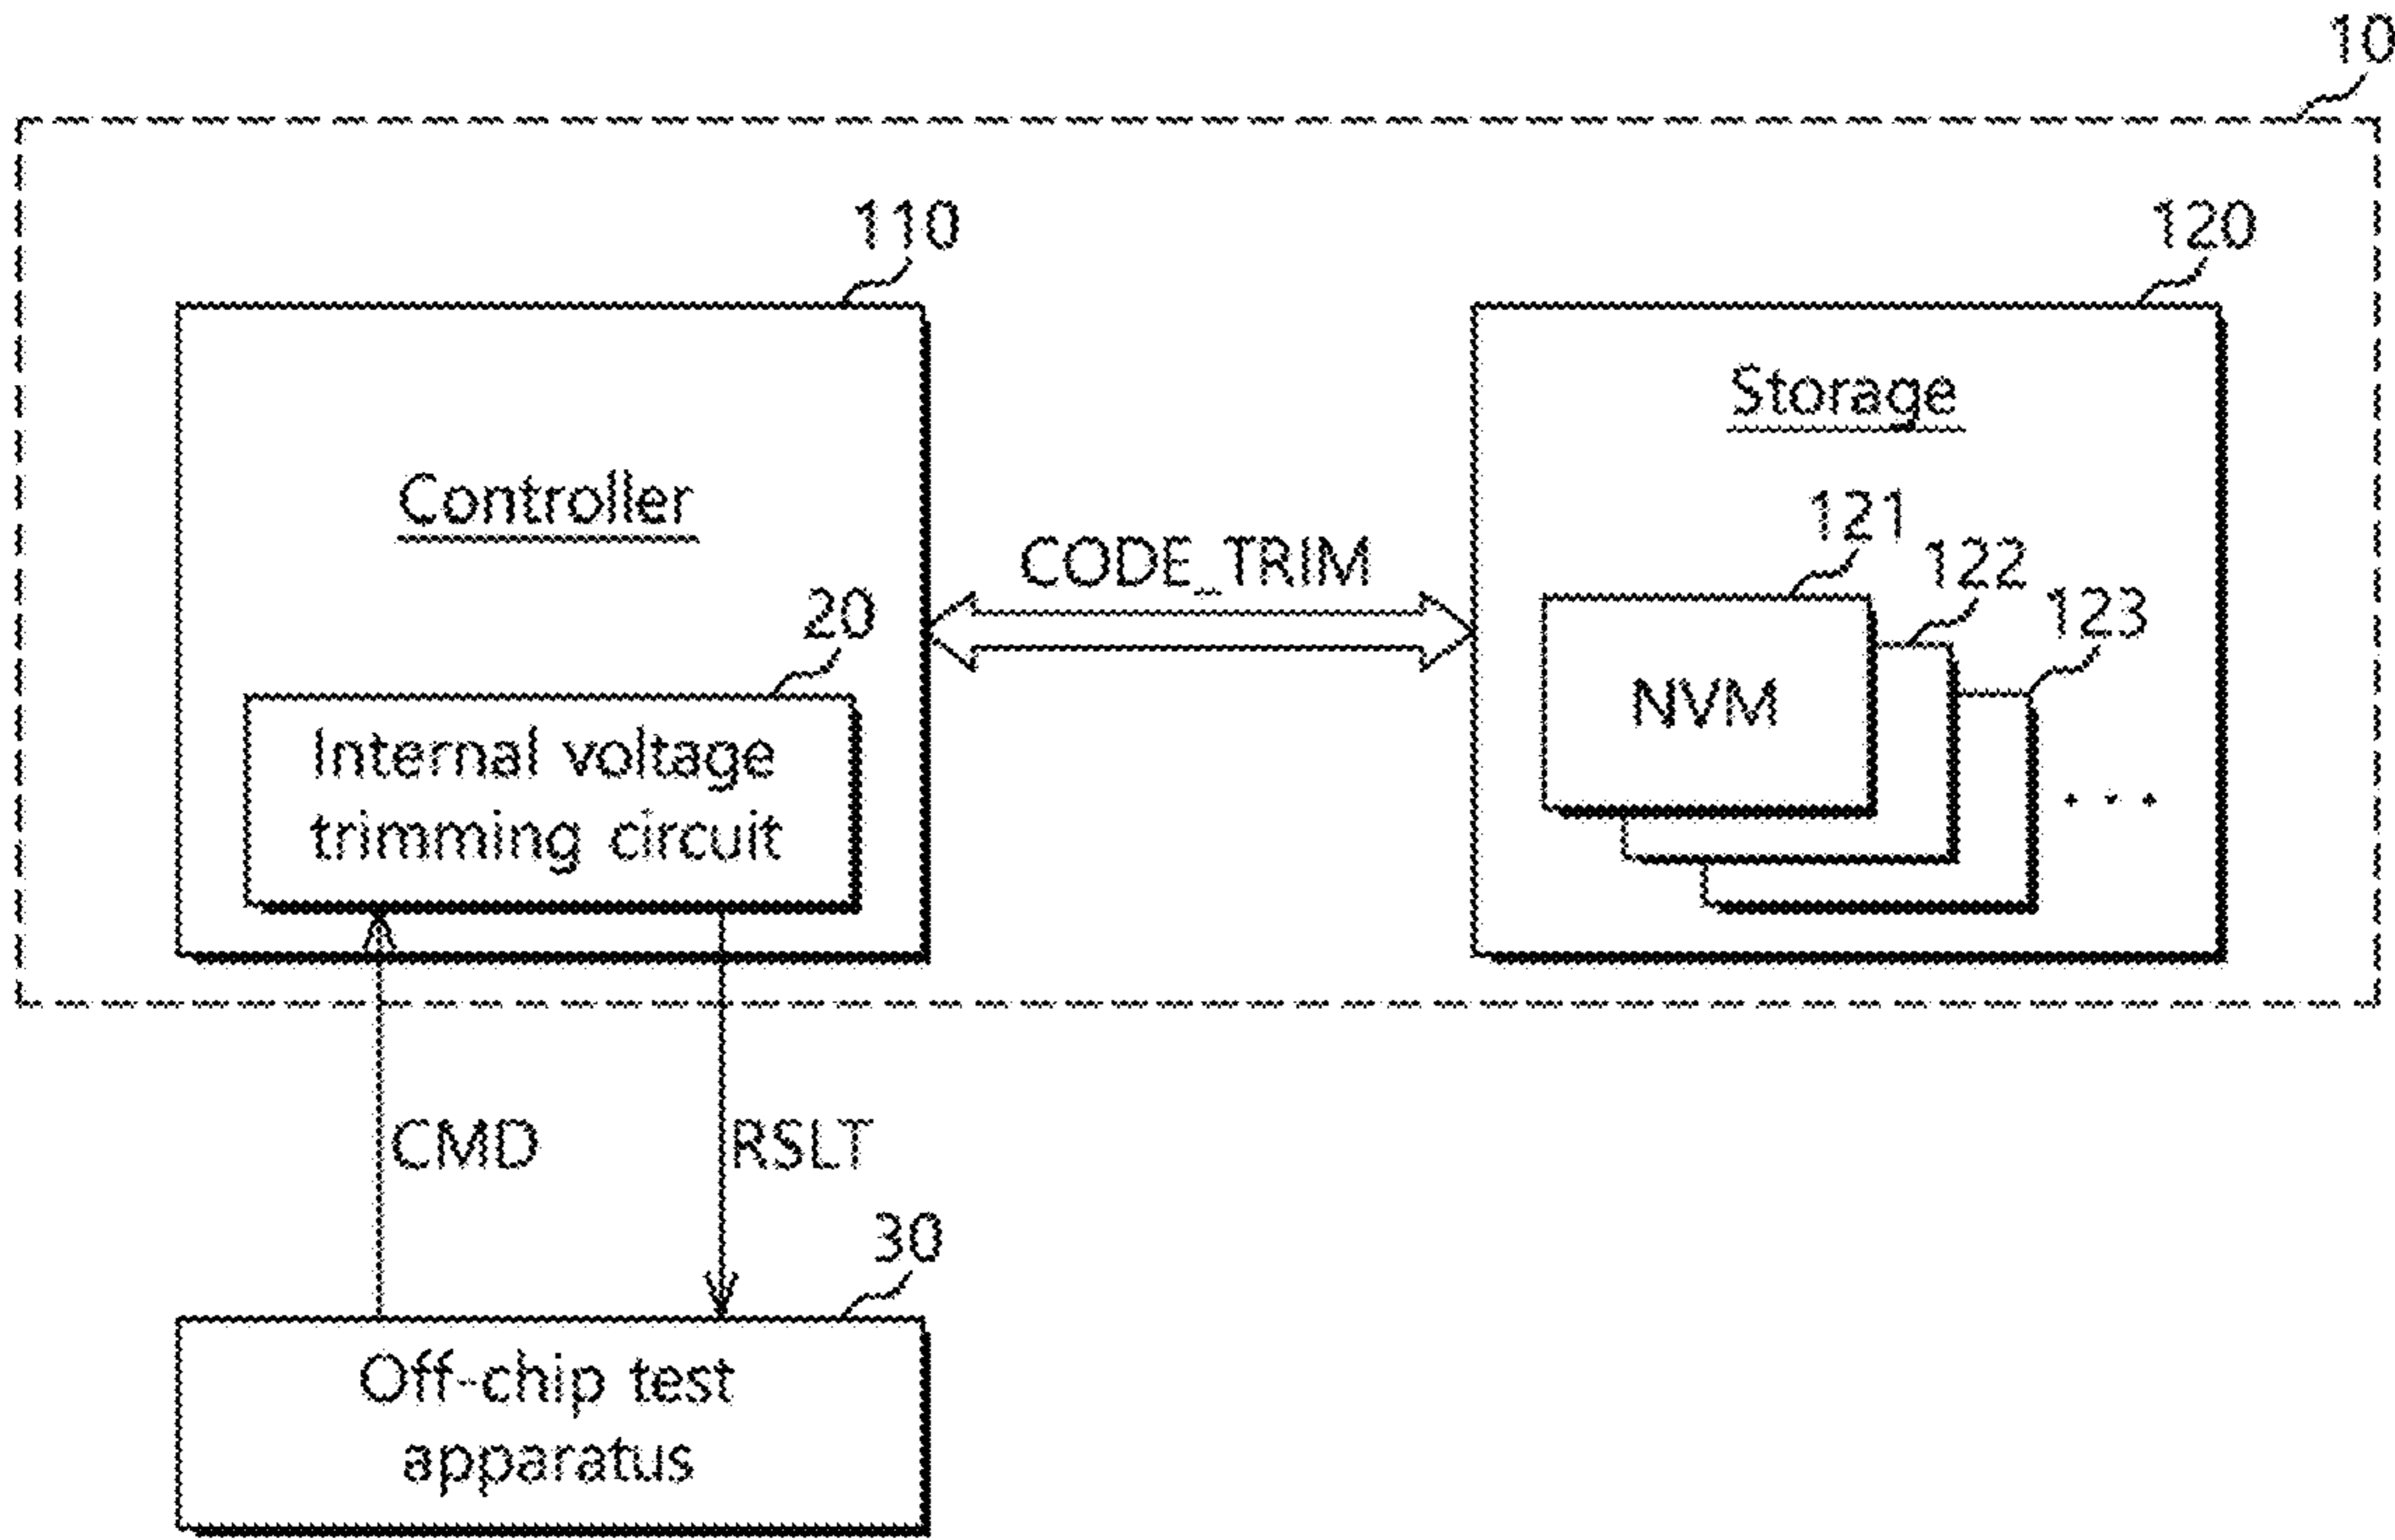 10
110
120
Controller
Storage
CODE_TRIM
121
122
123
20
Internal voltage
trimming circuit
NVM
. . .
CMD
RSLT
30
Off-chip test
apparatus